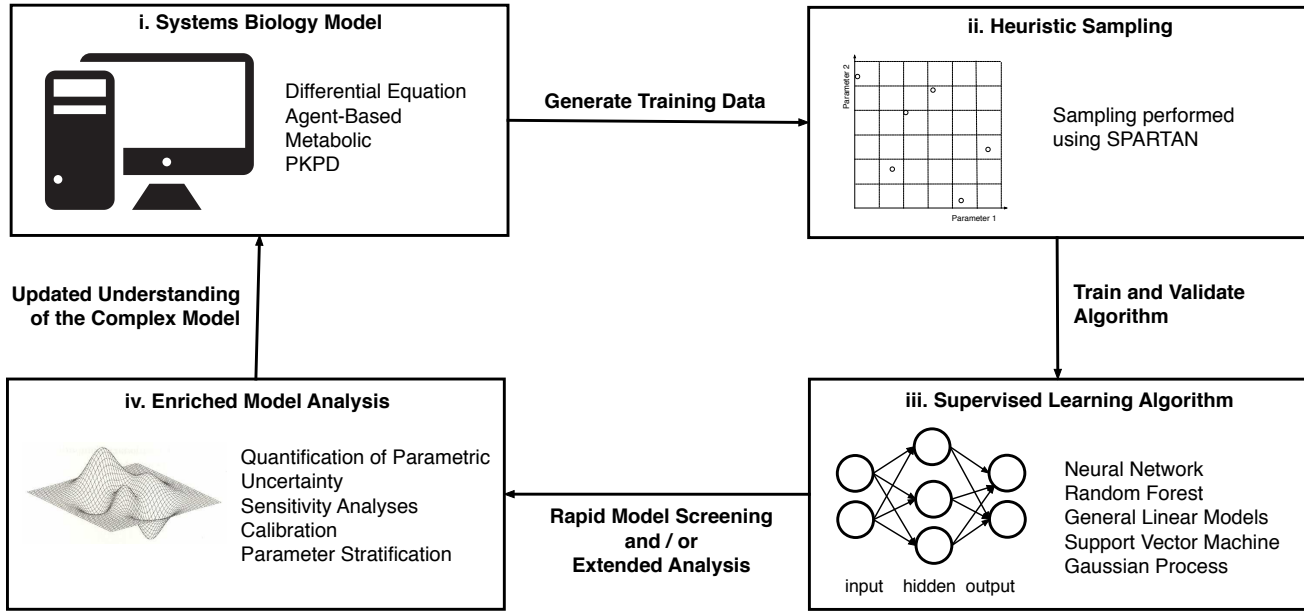 i. Systems Biology Model
Differential Equation
Agent-Based
Metabolic
PKPD
Generate Training Data
ii. Heuristic Sampling
Parameter 2
Parameter 1
Sampling performed
using SPARTAN
Train and Validate
Algorithm
iii. Supervised Learning Algorithm
Neural Network
Random Forest
General Linear Models
Support Vector Machine
Gaussian Process
input hidden output
Rapid Model Screening
and / or
Extended Analysis
iv. Enriched Model Analysis
Quantification of Parametric
Uncertainty
Sensitivity Analyses
Calibration
Parameter Stratification
Updated Understanding
of the Complex Model